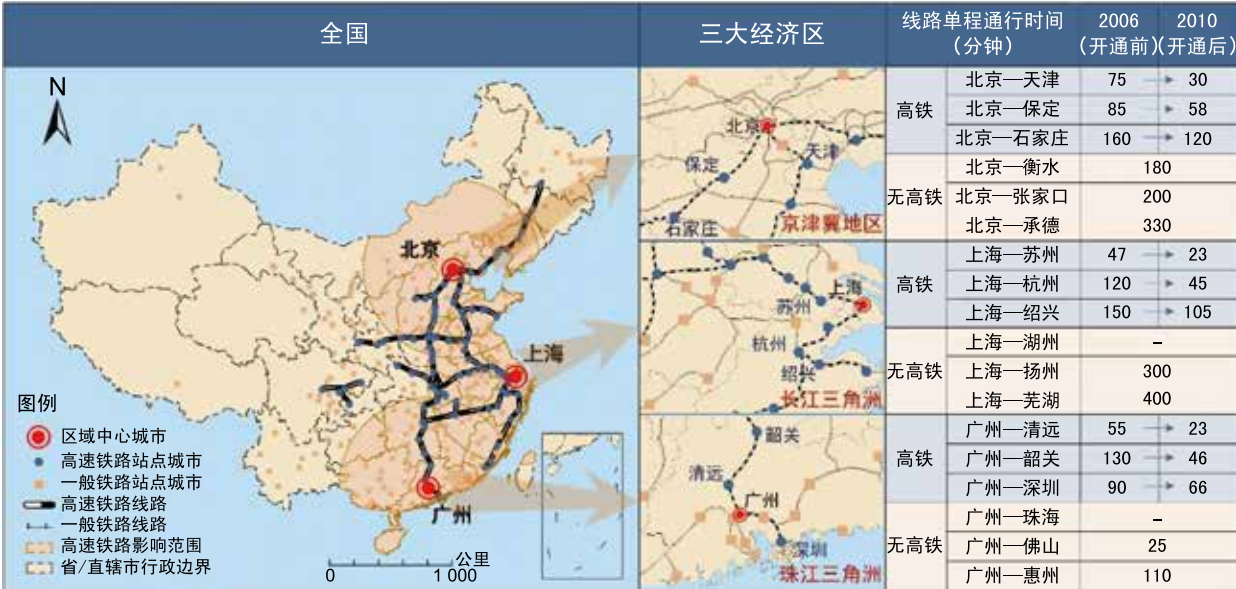 全国
三大经济区
线路单程通行时间
（分钟）
2006
（开通前）
2010
（开通后）
N
北京
上海
广州
图例
区域中心城市
高速铁路站点城市
一般铁路站点城市
高速铁路线路
一般铁路线路
高速铁路影响范围
省/直辖市行政边界
公里
0 1 000
北京
天津
保定
石家庄
京津冀地区
上海
苏州
杭州
绍兴
长江三角洲
韶关
清远
广州
深圳
珠江三角洲
高铁
北京—天津 75 30
北京—保定 85 58
北京—石家庄 160 120
无高铁
北京—衡水 180
北京—张家口 200
北京—承德 330
高铁
上海—苏州 47 23
上海—杭州 120 45
上海—绍兴 150 105
无高铁
上海—湖州 –
上海—扬州 300
上海—芜湖 400
高铁
广州—清远 55 23
广州—韶关 130 46
广州—深圳 90 66
无高铁
广州—珠海 –
广州—佛山 25
广州—惠州 110